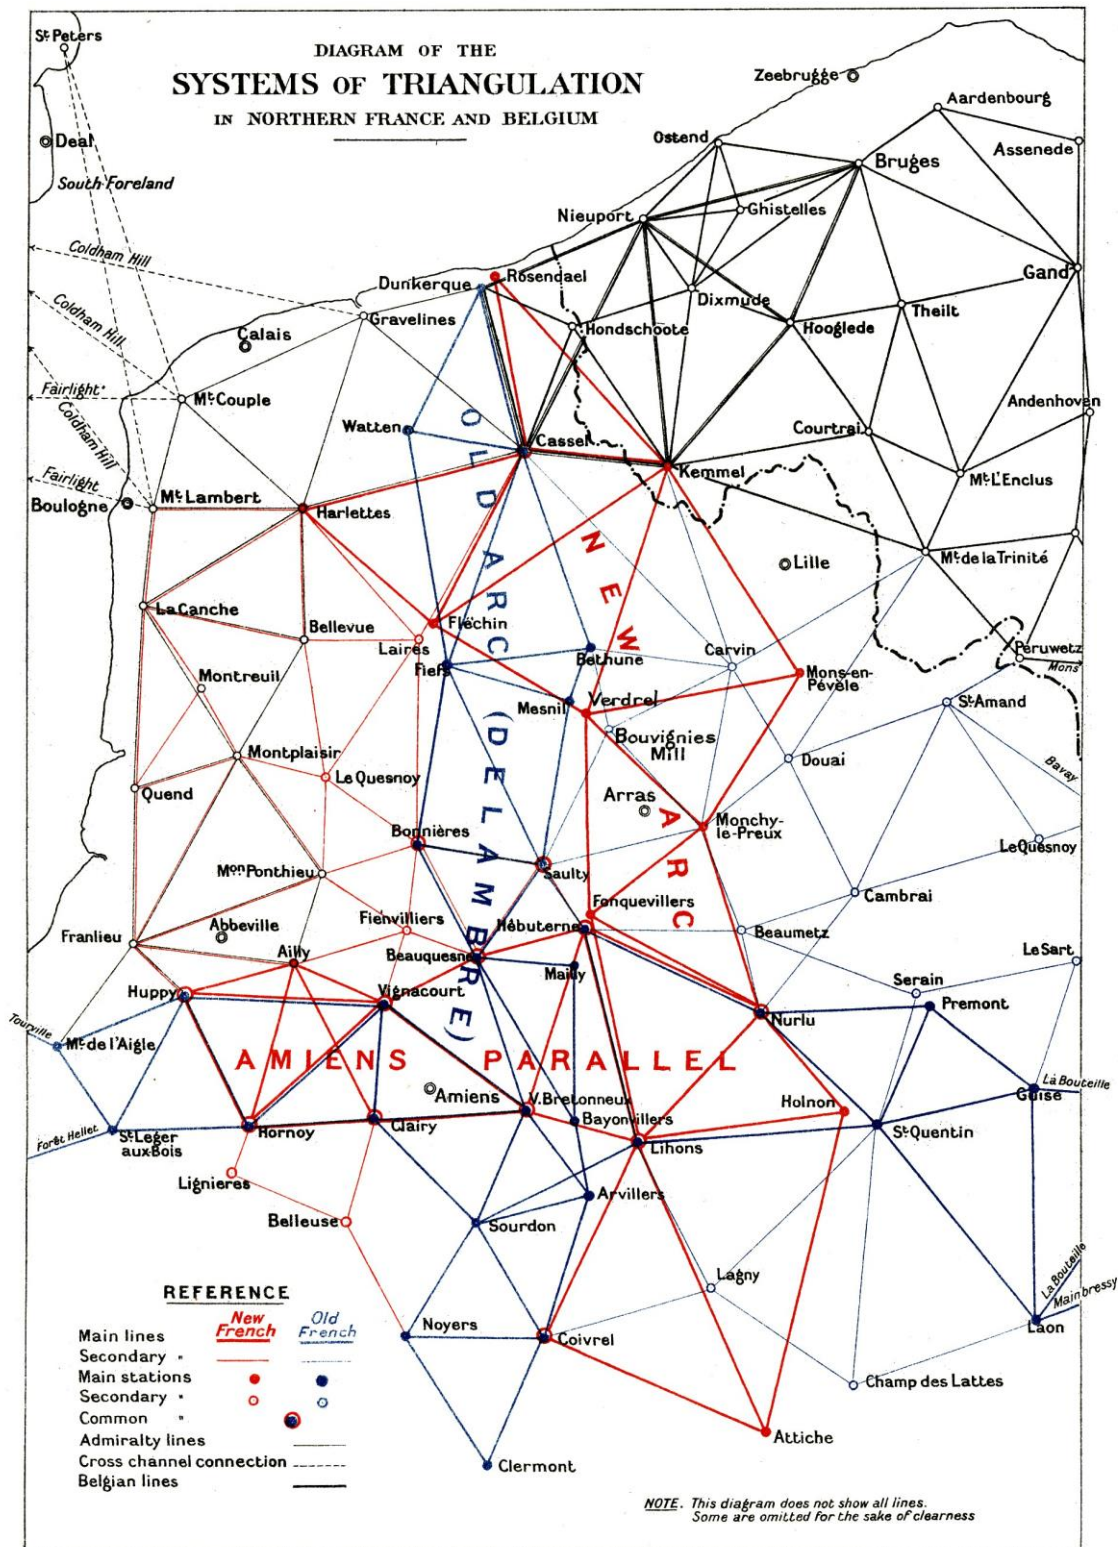 St Peters
DIAGRAM OF THE
SYSTEMS OF TRIANGULATION
IN NORTHERN FRANCE AND BELGIUM
Zeebrugge
Aardenbourg
Ostend
Deal
Assenede
Bruges
South Foreland
Nieuport
Ghistelles
Coldham Hill
Gand
Dunkerque
Rosendael
Dixmude
Coldham Hill
Gravelines
Hondschoote
Hooglede
Theilt
Calais
Fairlight
Mt Couple
Andenhoven
Coldham Hill
Watten
Cassel
Courtrai
Kemmel
Fairlight
Mt L'Enclus
Boulogne
Mt Lambert
Harlettes
OLD ARC (DELAMBRE)
NEW ARC
Lille
Mt de la Trinité
La Canche
Bellevue
Fléchin
Laires
Fiefs
Bethune
Carvin
Peruwetz
Mons
Montreuil
Mesnil
Verdrel
Mons-en-
Pévèle
St Amand
Bouvignies
Mill
Montplaisir
Le Quesnoy
Douai
Bavay
Quend
Arras
Monchy-
le-Preux
Bonnières
Le Quesnoy
Mon Ponthieu
Saulty
Cambrai
Fonquevillers
Abbeville
Fienvilliers
Hébuterne
Beaumetz
Franlieu
Ailly
Beauquesne
Mailly
Le Sart
Serain
Huppy
Vignacourt
Premont
Nurlu
Tourville
Mt de l'Aigle
AMIENS PARALLEL
Amiens
V. Bretonneux
Holnon
La Bouteille
Guise
Bayonvillers
Forêt Hellet
St Leger
aux-Bois
Hornoy
Clairy
Lihons
St Quentin
Lignieres
Arvillers
Belleuse
Sourdon
Lagny
La Bouteille
Mainbressy
REFERENCE
New
French
Old
French
Main lines
Secondary "
Main stations
Secondary "
Common "
Admiralty lines
Cross channel connection
Belgian lines
Noyers
Coivrel
Laon
Champ des Lattes
Attiche
Clermont
NOTE. This diagram does not show all lines.
Some are omitted for the sake of clearness